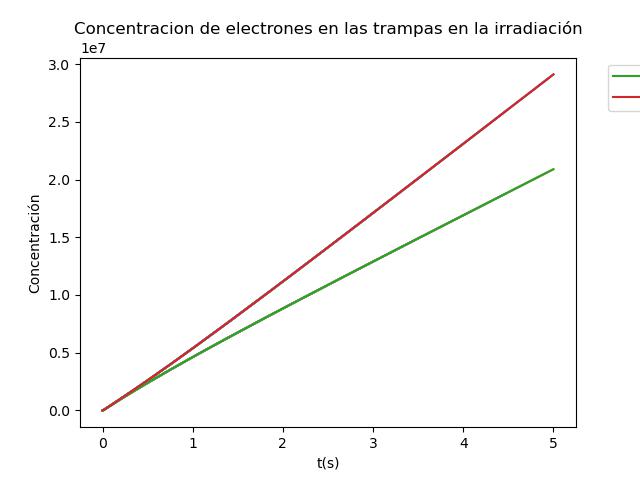 Concentracion de electrones en las trampas en la irradiación
1e7
3.0
2.5
2.0
1.5
1.0
0.5
0.0
Concentración
0 1 2 3 4 5
t(s)